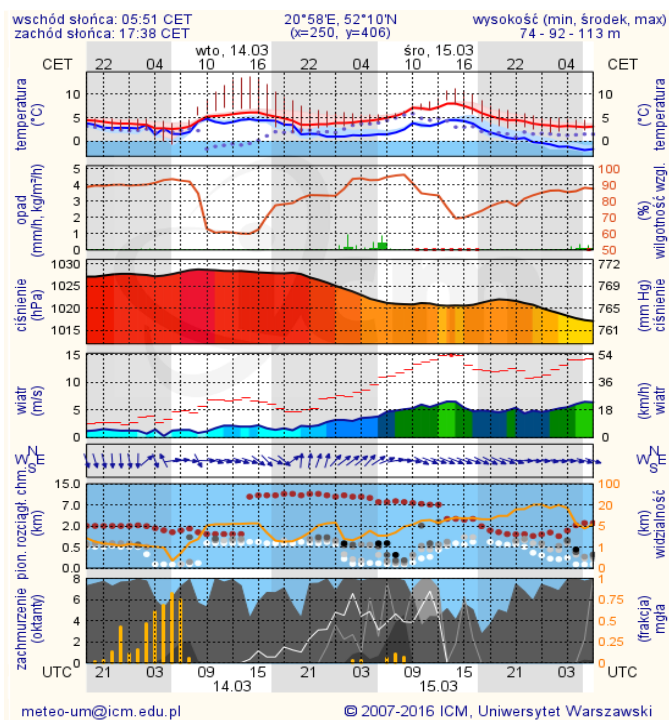 wschód słońca: 05:51 CET 20°58'E, 52°10'N wysokość (min, środek, max)
zachód słońca: 17:38 CET (x=250, y=406) 74 - 92 - 113 m
wto, 14.03 śro, 15.03
CET 22 04 10 16 22 04 10 16 22 04 CET
temperatura (°C)
10
5
0
temperatura (°C)
10
5
0
opad (mm/h, kg/m²/h)
5
4
3
2
1
0
100
90
80
70
60
50
(%) wilgotność wzgl.
ciśnienie (hPa)
1030
1025
1020
1015
772
769
765
761
(mm Hg) ciśnienie
wiatr (m/s)
15
10
5
0
54
36
18
0
(km/h) wiatr
W N S E
W N S E
pion. rozciągł. chm. (km)
15.0
7.0
2.0
0.5
0.0
100
20
5
1
0
(km) widzialność
zachmurzenie (oktanty)
8
6
4
2
0
1
0.75
0.5
0.25
0
(frakcja) mgła
UTC 21 03 09 15 21 03 09 15 21 03 UTC
14.03 15.03
meteo-um@icm.edu.pl © 2007-2016 ICM, Uniwersytet Warszawski